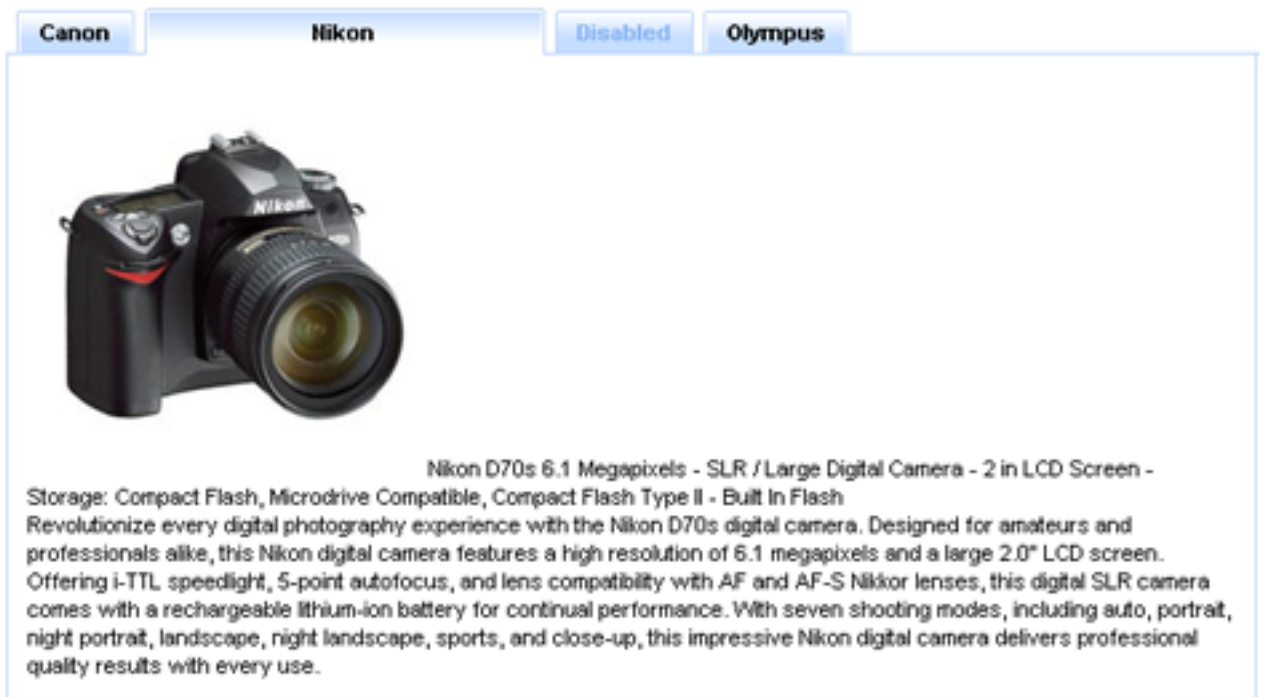 Canon Nikon Disabled Olympus
Nikon
Nikon D70s 6.1 Megapixels - SLR / Large Digital Camera - 2 in LCD Screen -
Storage: Compact Flash, Microdrive Compatible, Compact Flash Type II - Built In Flash
Revolutionize every digital photography experience with the Nikon D70s digital camera. Designed for amateurs and
professionals alike, this Nikon digital camera features a high resolution of 6.1 megapixels and a large 2.0" LCD screen.
Offering i-TTL speedlight, 5-point autofocus, and lens compatibility with AF and AF-S Nikkor lenses, this digital SLR camera
comes with a rechargeable lithium-ion battery for continual performance. With seven shooting modes, including auto, portrait,
night portrait, landscape, night landscape, sports, and close-up, this impressive Nikon digital camera delivers professional
quality results with every use.